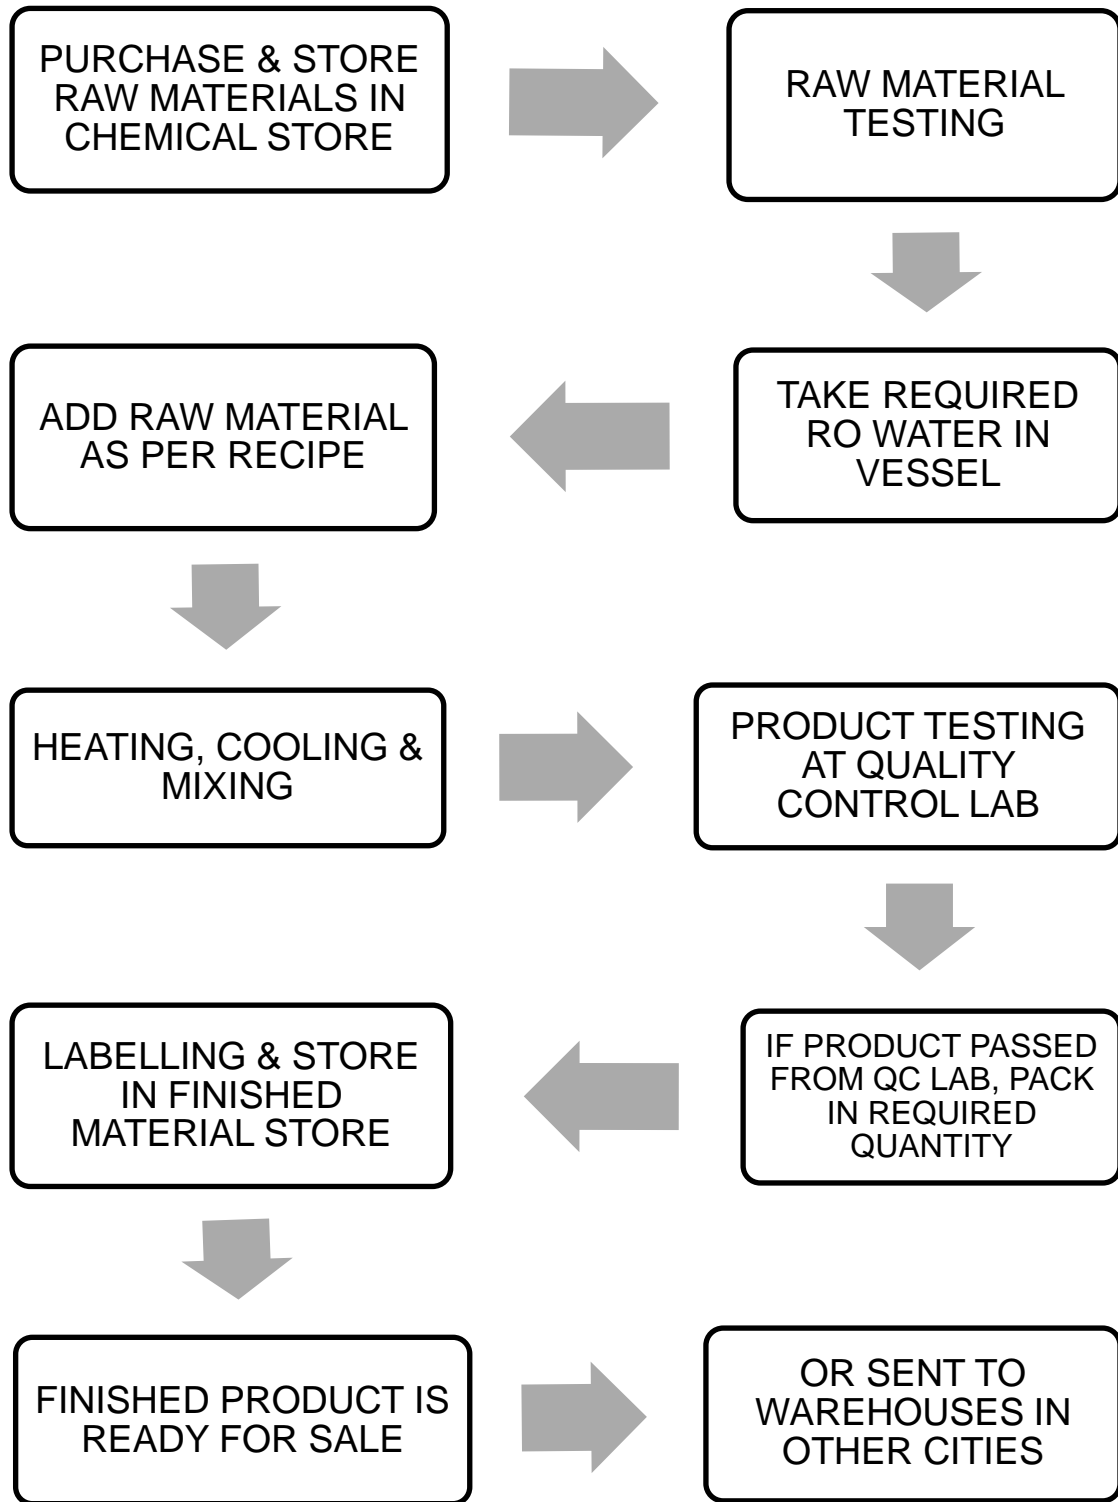 PURCHASE & STORE
RAW MATERIALS IN
CHEMICAL STORE
RAW MATERIAL
TESTING
TAKE REQUIRED
RO WATER IN
VESSEL
ADD RAW MATERIAL
AS PER RECIPE
HEATING, COOLING &
MIXING
PRODUCT TESTING
AT QUALITY
CONTROL LAB
IF PRODUCT PASSED
FROM QC LAB, PACK
IN REQUIRED
QUANTITY
LABELLING & STORE
IN FINISHED
MATERIAL STORE
FINISHED PRODUCT IS
READY FOR SALE
OR SENT TO
WAREHOUSES IN
OTHER CITIES